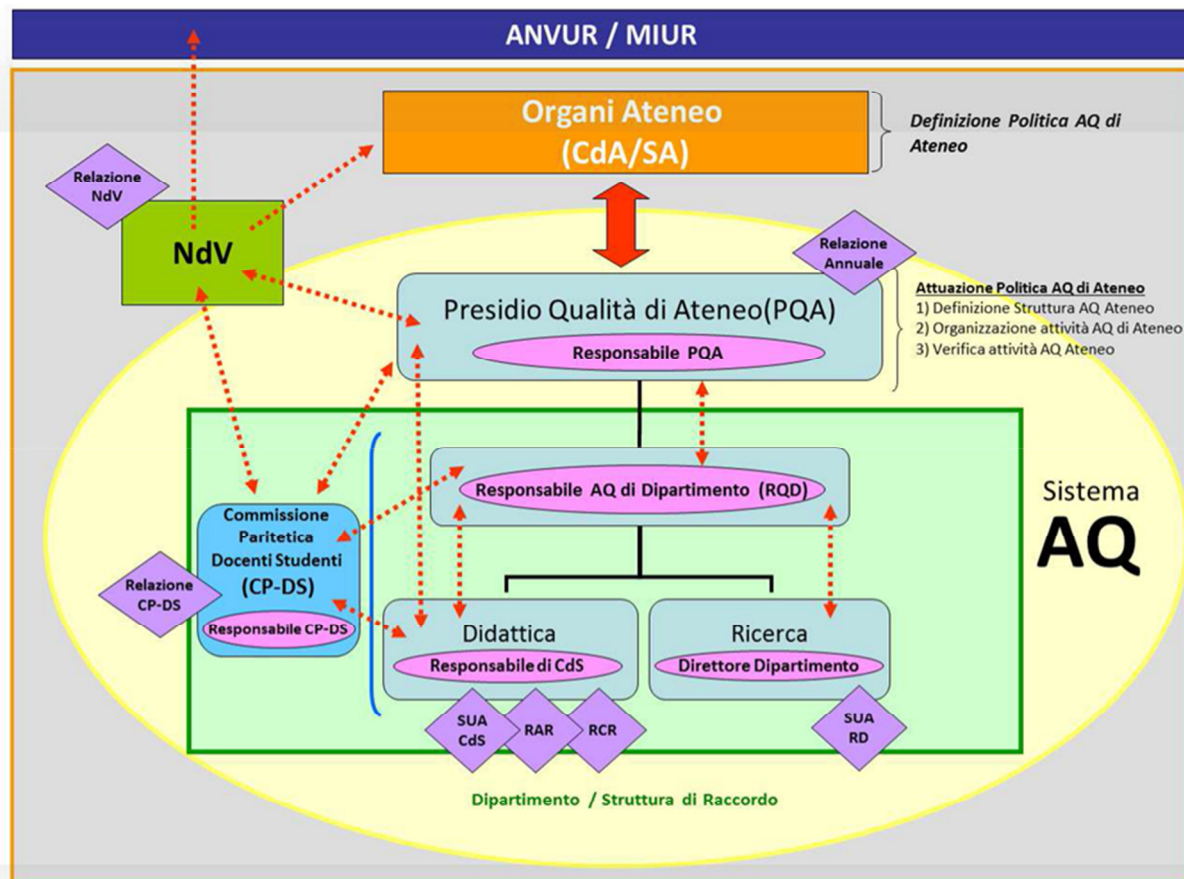 ANVUR / MIUR
Organi Ateneo
(CdA/SA)
Definizione Politica AQ di
Ateneo
Relazione
NdV
NdV
Relazione
Annuale
Presidio Qualità di Ateneo(PQA)
Responsabile PQA
Attuazione Politica AQ di Ateneo
1) Definizione Struttura AQ Ateneo
2) Organizzazione attività AQ di Ateneo
3) Verifica attività AQ Ateneo
Responsabile AQ di Dipartimento (RQD)
Sistema
AQ
Commissione
Paritetica
Docenti Studenti
(CP-DS)
Responsabile CP-DS
Relazione
CP-DS
Didattica
Responsabile di CdS
Ricerca
Direttore Dipartimento
SUA
CdS
RAR
RCR
SUA
RD
Dipartimento / Struttura di Raccordo